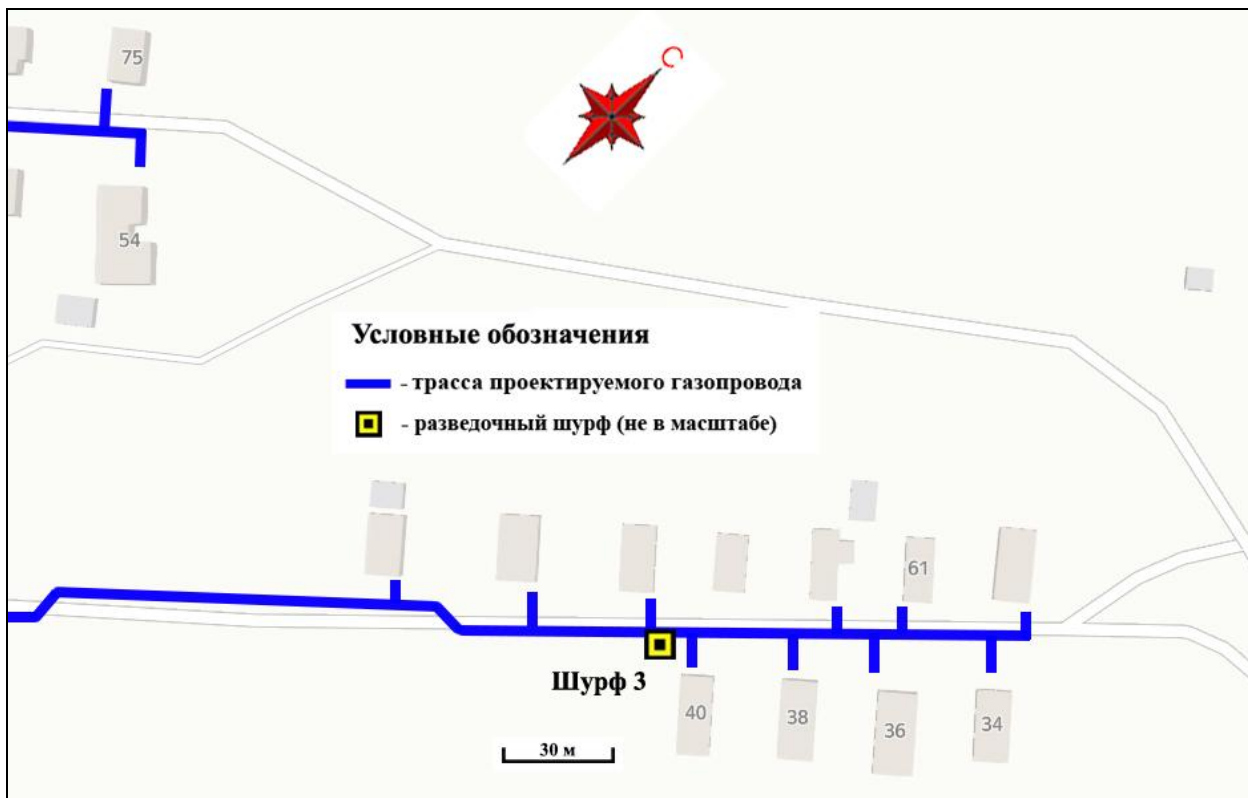 75
С
54
Условные обозначения
- трасса проектируемого газопровода
- разведочный шурф (не в масштабе)
61
Шурф 3
40
38
36
34
30 м